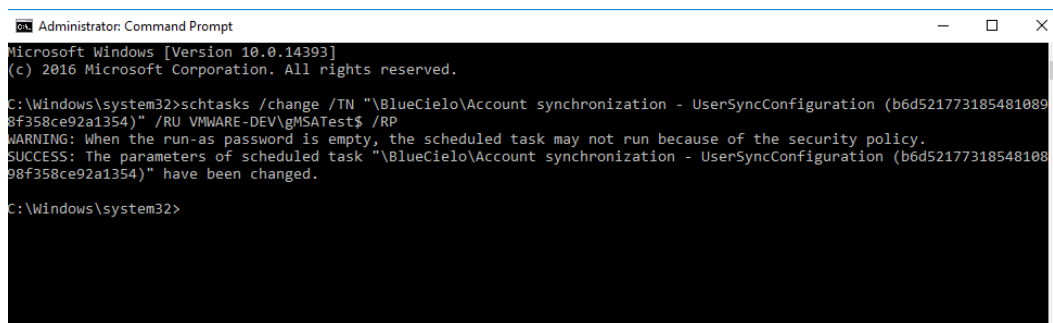 Administrator: Command Prompt
Microsoft Windows [Version 10.0.14393]
(c) 2016 Microsoft Corporation. All rights reserved.
C:\Windows\system32>schtasks /change /TN "\BlueCielo\Account synchronization - UserSyncConfiguration (b6d521773185481089
8f358ce92a1354)" /RU VMWARE-DEV\gMSATest$ /RP
WARNING: When the run-as password is empty, the scheduled task may not run because of the security policy.
SUCCESS: The parameters of scheduled task "\BlueCielo\Account synchronization - UserSyncConfiguration (b6d52177318548108
98f358ce92a1354)" have been changed.
C:\Windows\system32>